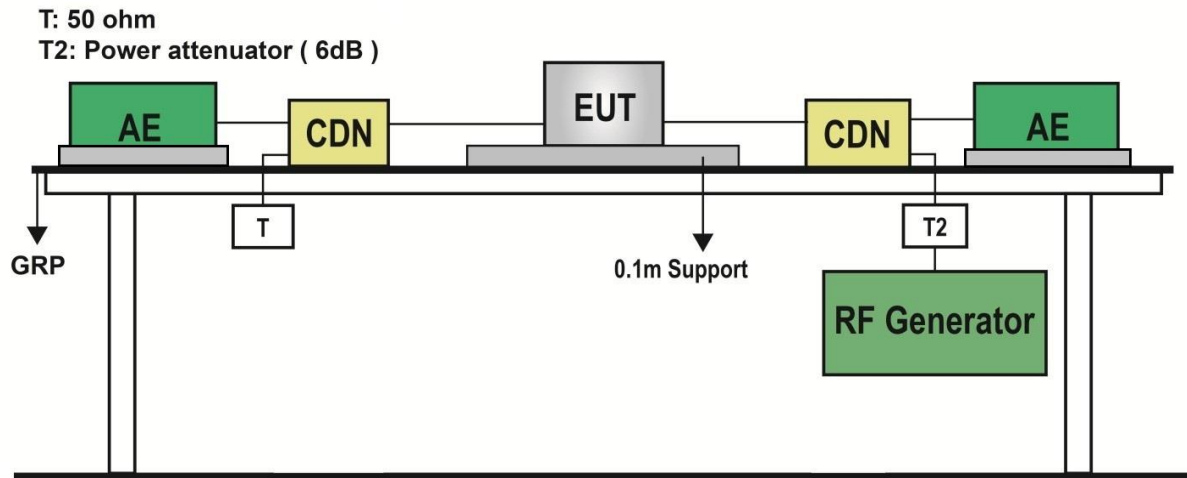 T: 50 ohm
T2: Power attenuator ( 6dB )
AE
CDN
EUT
CDN
AE
T
T2
GRP
0.1m Support
RF Generator